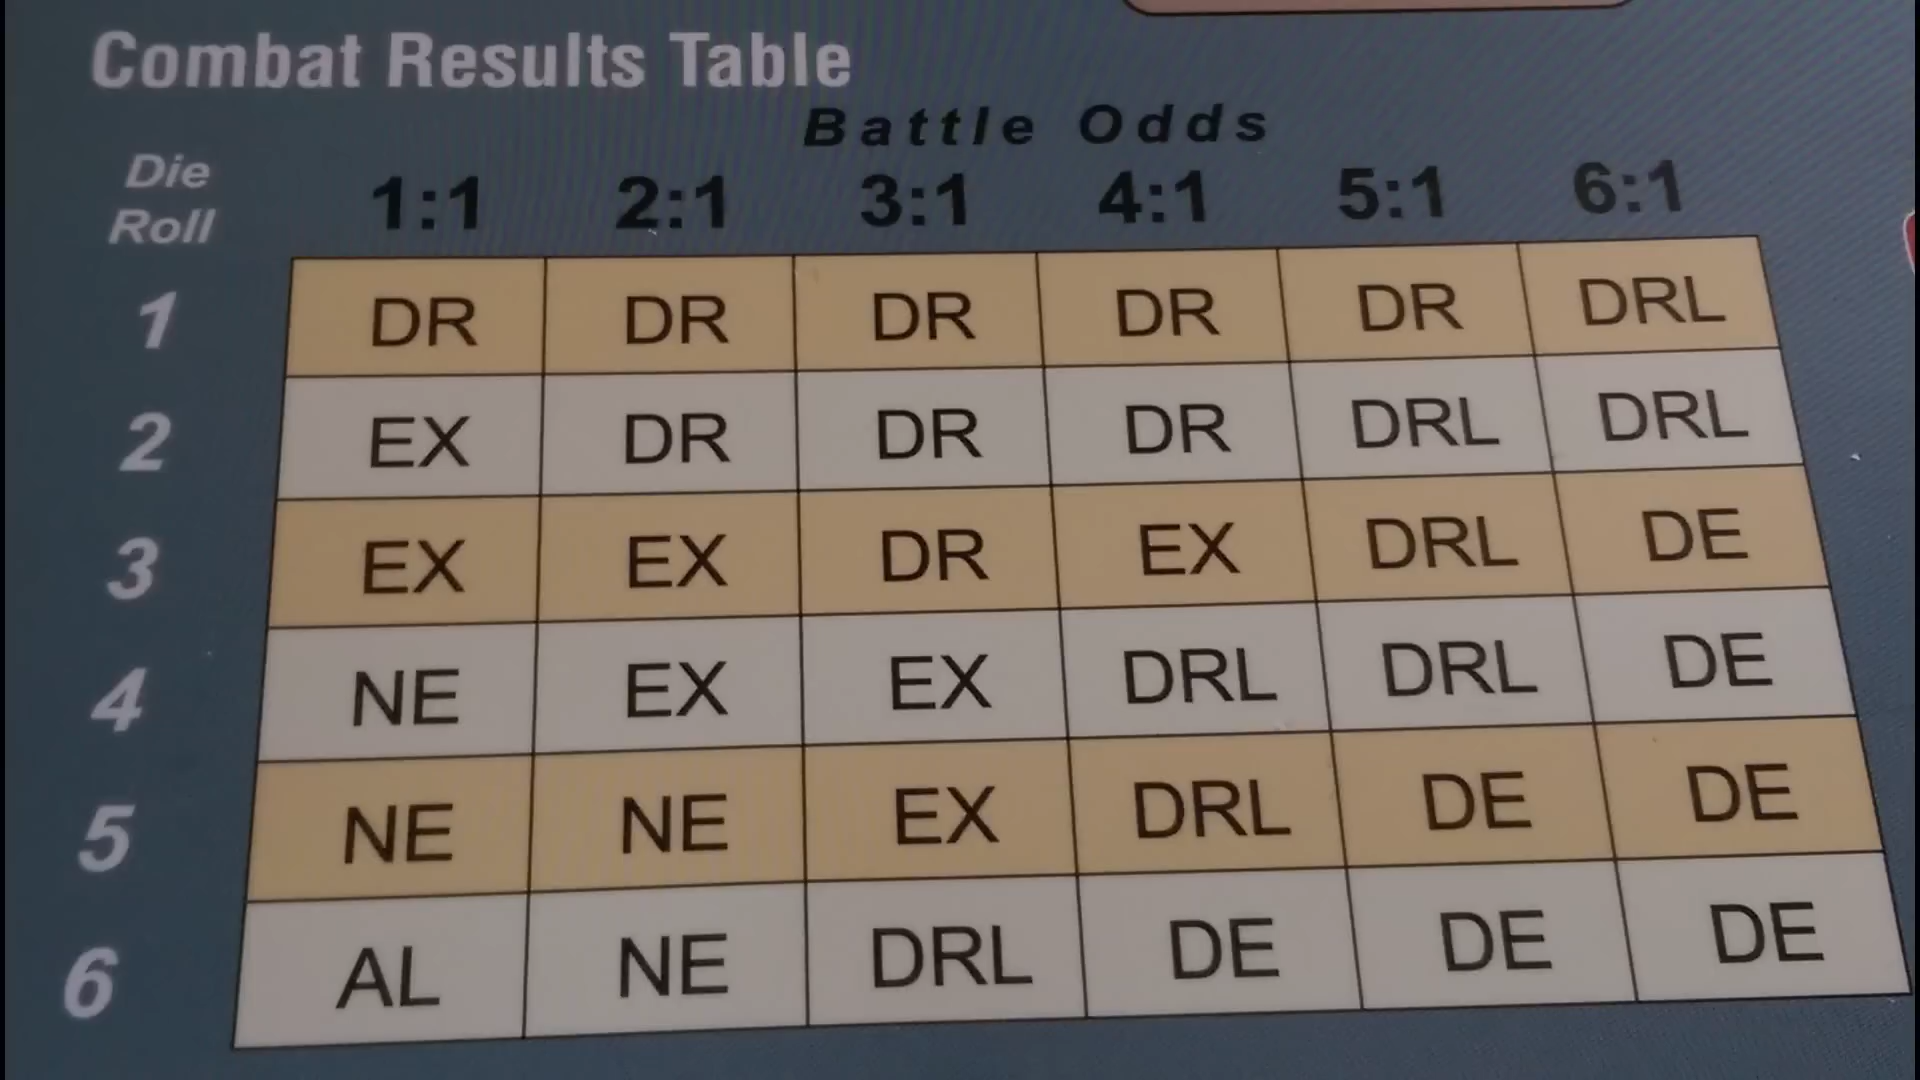 Combat Results Table
Battle Odds
Die
Roll
1:1 2:1 3:1 4:1 5:1 6:1
1 DR DR DR DR DR DRL
2 EX DR DR DR DRL DRL
3 EX EX DR EX DRL DE
4 NE EX EX DRL DRL DE
5 NE NE EX DRL DE DE
6 AL NE DRL DE DE DE